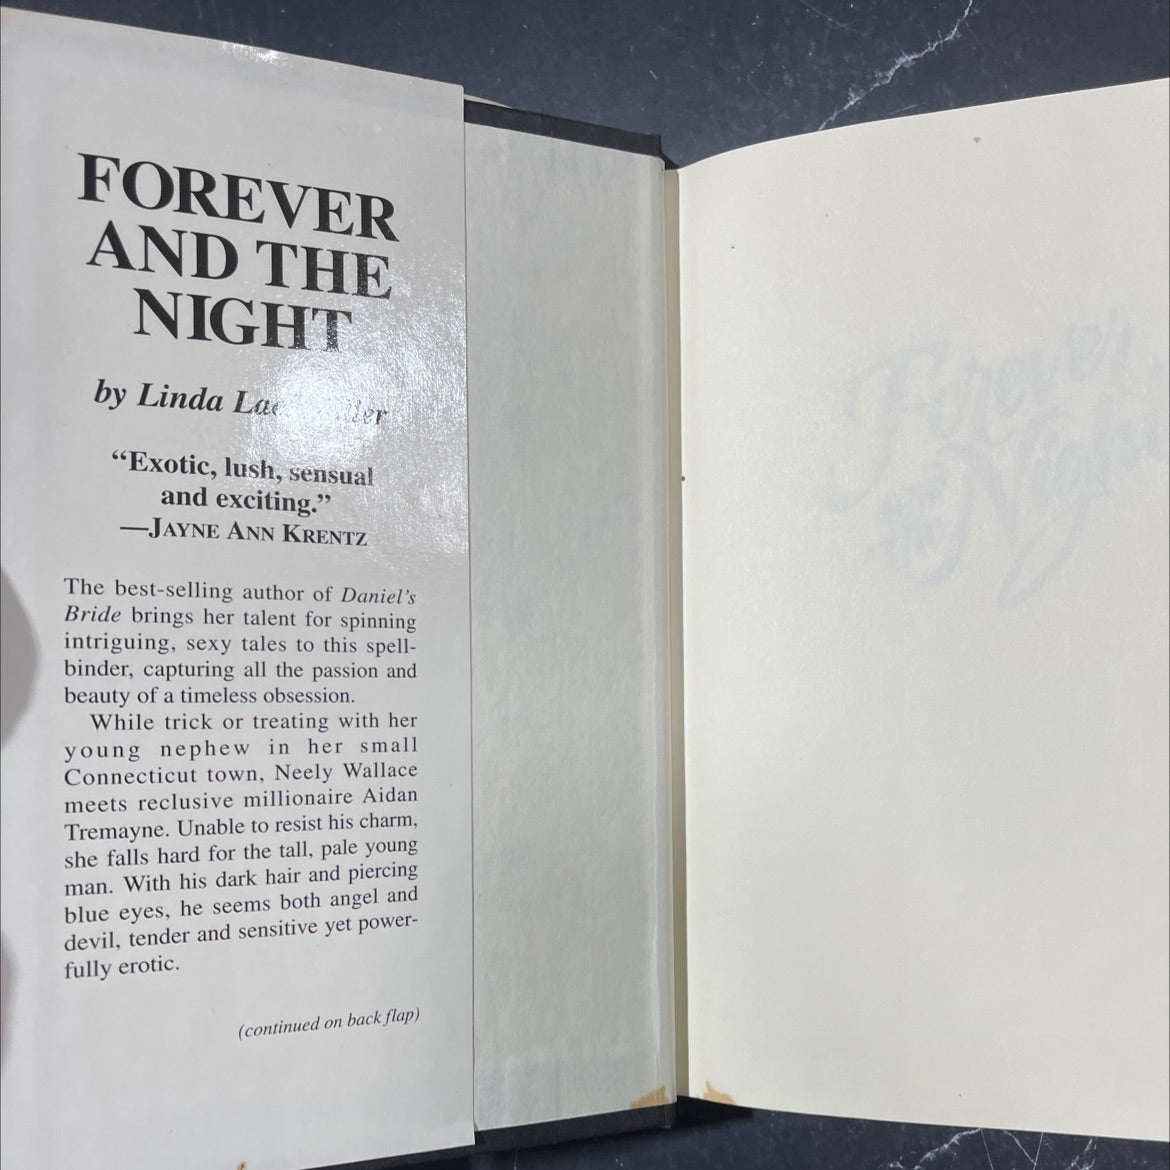 FOREVER
AND THE
NIGHT
by Linda Lael Miller
“Exotic, lush, sensual
and exciting.”
—JAYNE ANN KRENTZ
The best-selling author of Daniel’s
Bride brings her talent for spinning
intriguing, sexy tales to this spell-
binder, capturing all the passion and
beauty of a timeless obsession.
While trick or treating with her
young nephew in her small
Connecticut town, Neely Wallace
meets reclusive millionaire Aidan
Tremayne. Unable to resist his charm,
she falls hard for the tall, pale young
man. With his dark hair and piercing
blue eyes, he seems both angel and
devil, tender and sensitive yet power-
fully erotic.
(continued on back flap)